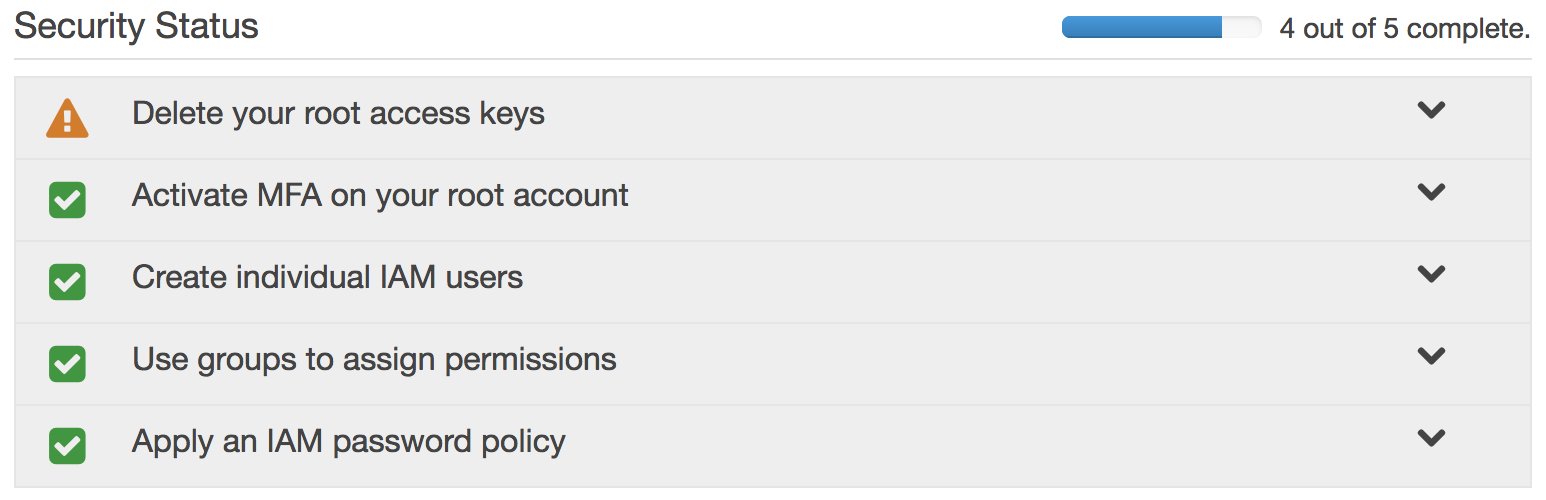 Security Status
4 out of 5 complete.
Delete your root access keys
Activate MFA on your root account
Create individual IAM users
Use groups to assign permissions
Apply an IAM password policy